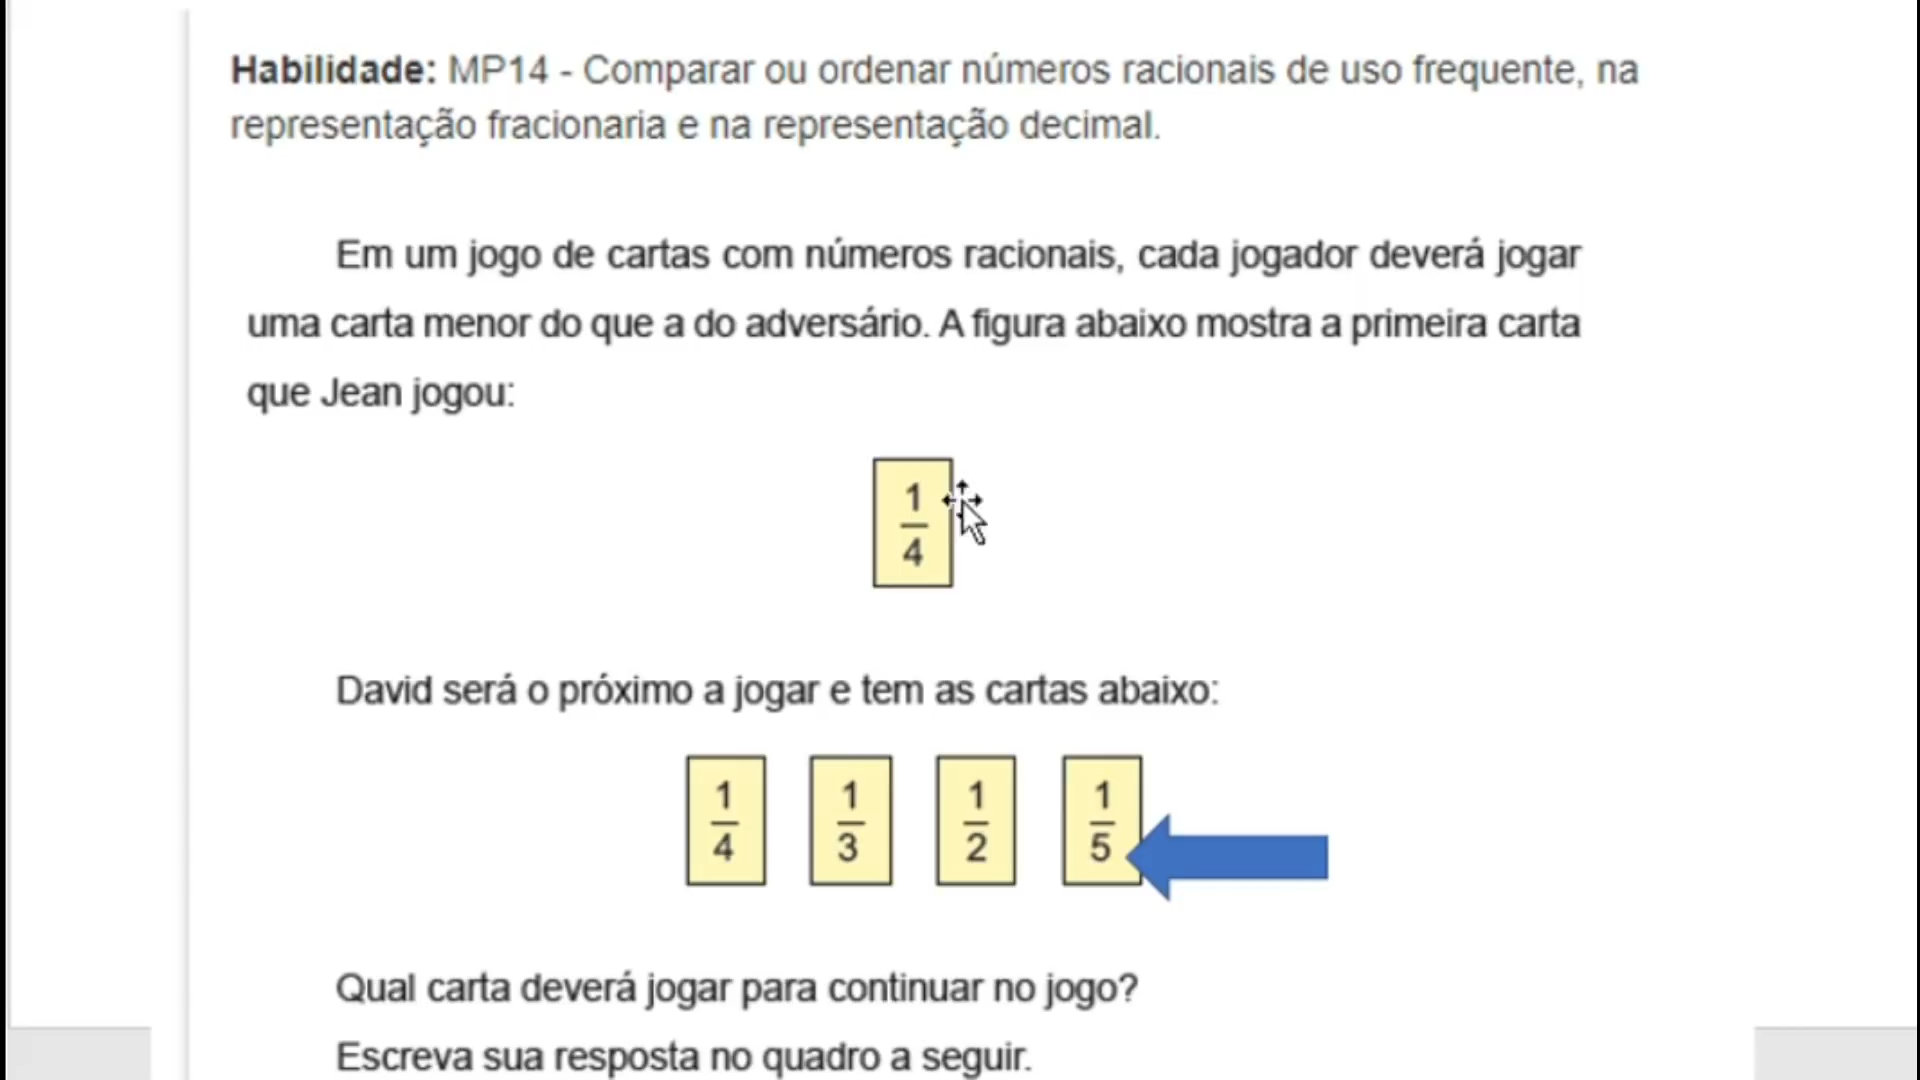 Habilidade: MP14 - Comparar ou ordenar números racionais de uso frequente, na
representação fracionaria e na representação decimal.
Em um jogo de cartas com números racionais, cada jogador deverá jogar
uma carta menor do que a do adversário. A figura abaixo mostra a primeira carta
que Jean jogou:
1
4
David será o próximo a jogar e tem as cartas abaixo:
1 1 1 1
4 3 2 5
Qual carta deverá jogar para continuar no jogo?
Escreva sua resposta no quadro a seguir.